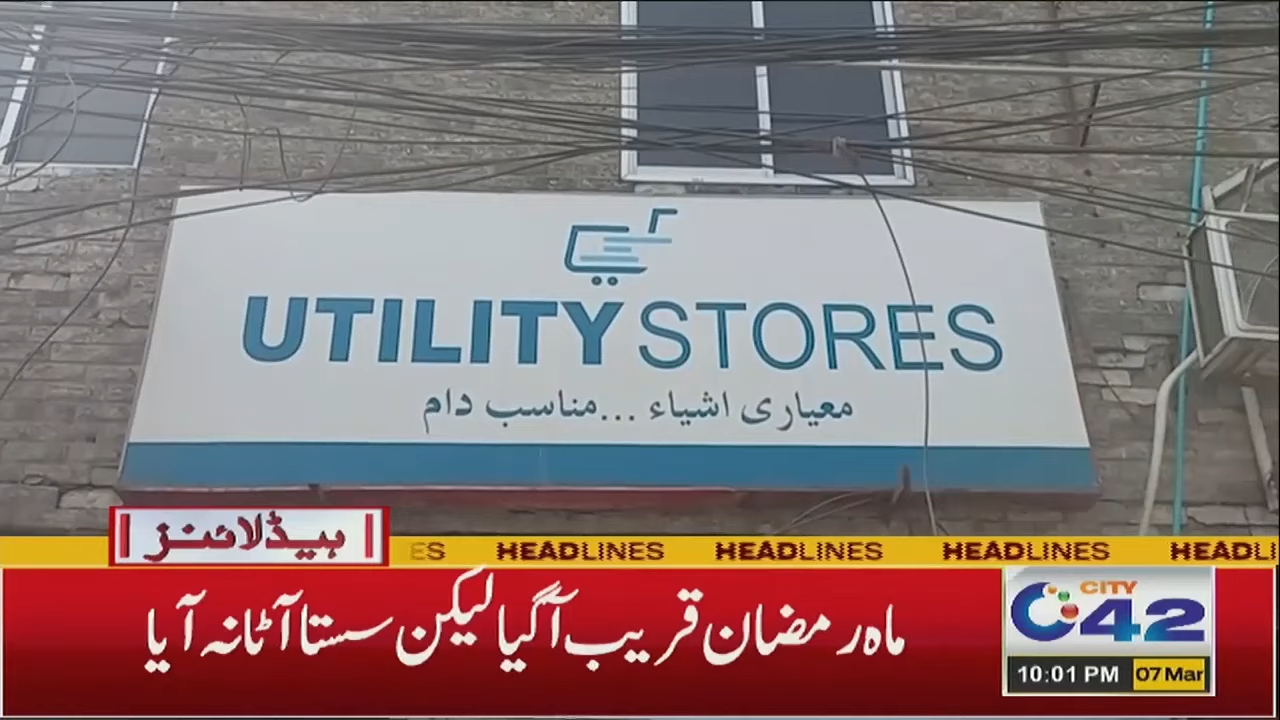 UTILITY STORES
معیاری اشیاء ...مناسب دام
ہیڈلائنز
ES HEADLINES HEADLINES HEADLINES HEADLI
ماہ رمضان قریب آگیا لیکن سستا آٹا نہ آیا
CITY
42
10:01 PM 07 Mar